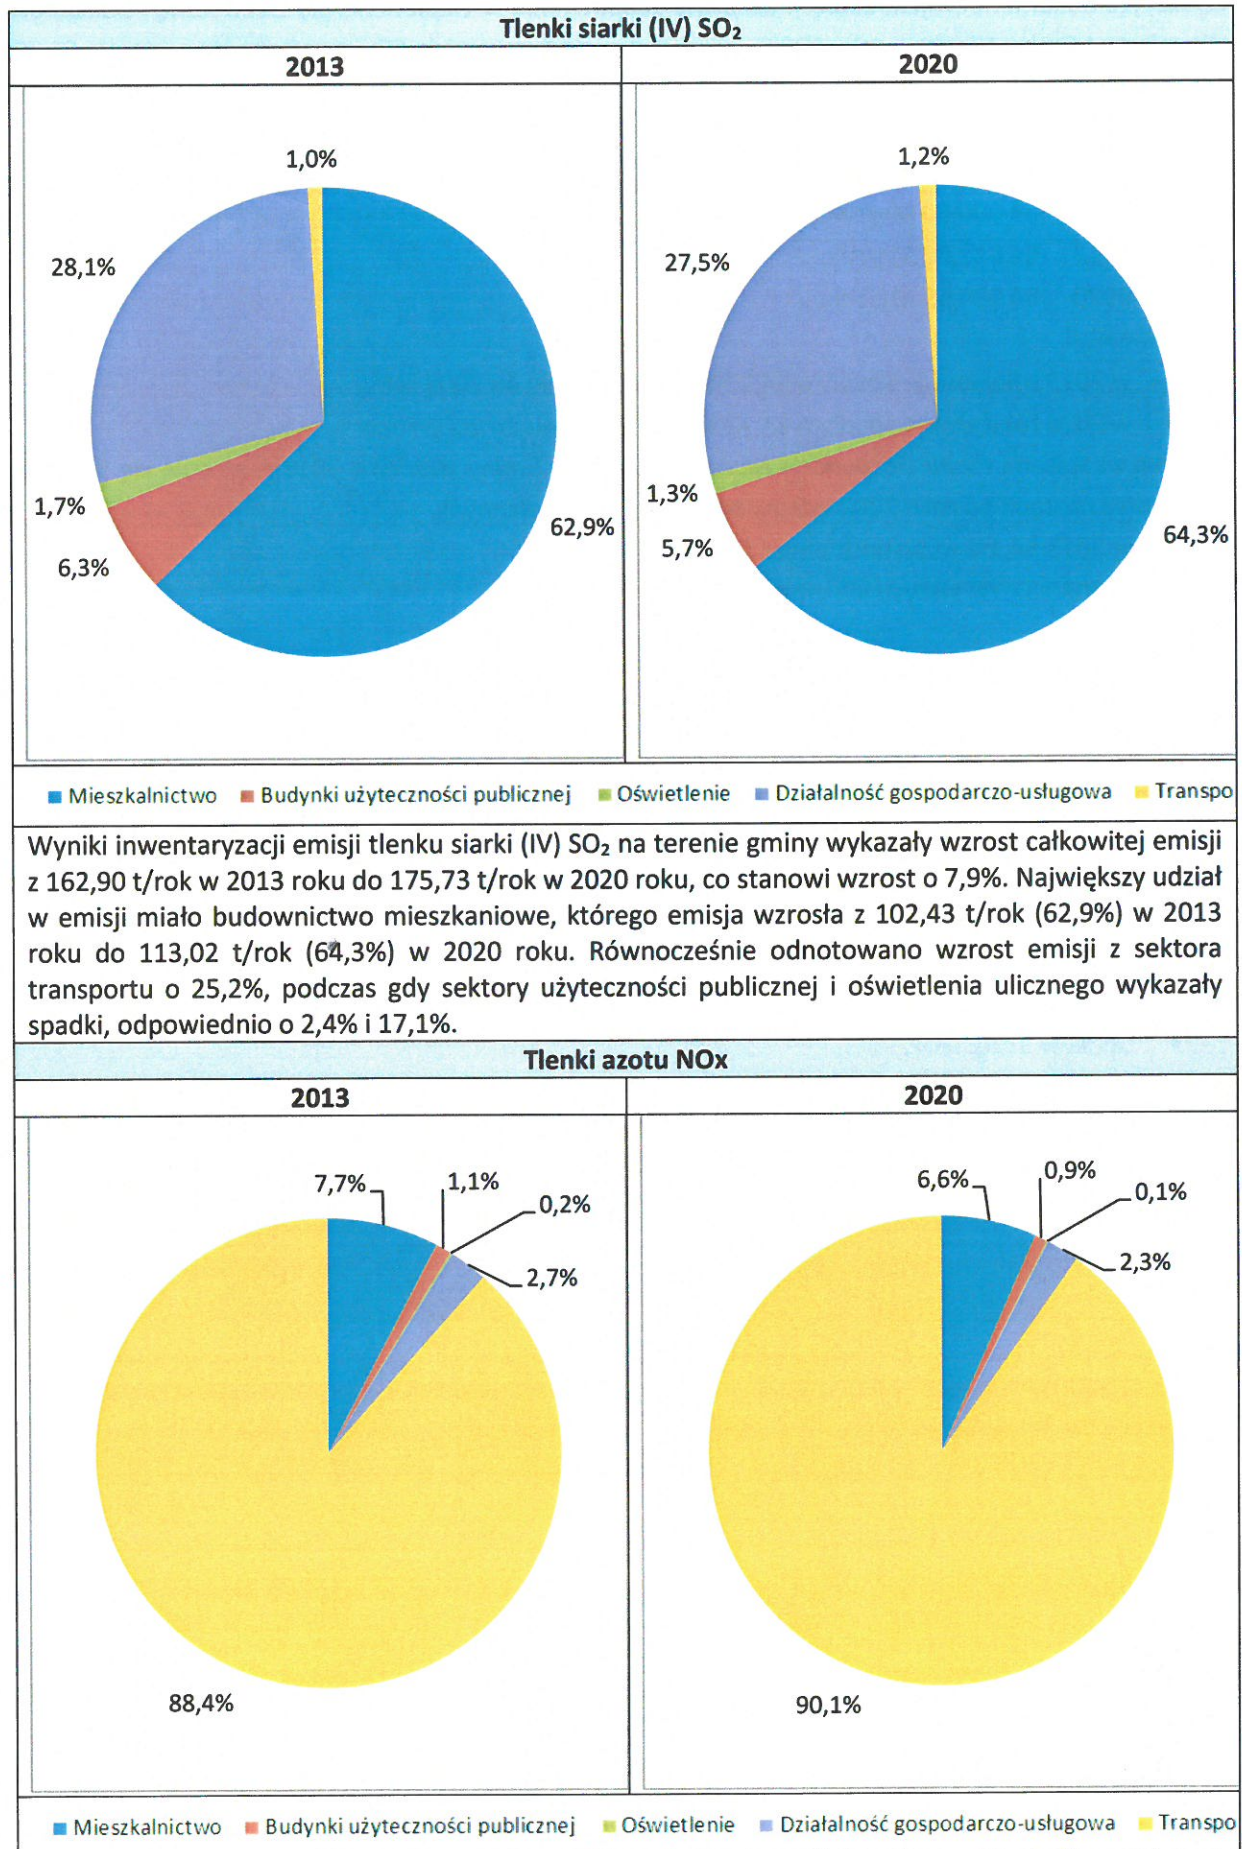 Tlenki siarki (IV) SO₂
2013 2020
1,0%
28,1%
1,7%
6,3%
62,9%
1,2%
27,5%
1,3%
5,7%
64,3%
Mieszkalnictwo Budynki użyteczności publicznej Oświetlenie Działalność gospodarczo-usługowa Transpo
Wyniki inwentaryzacji emisji tlenku siarki (IV) SO₂ na terenie gminy wykazały wzrost całkowitej emisji
z 162,90 t/rok w 2013 roku do 175,73 t/rok w 2020 roku, co stanowi wzrost o 7,9%. Największy udział
w emisji miało budownictwo mieszkaniowe, którego emisja wzrosła z 102,43 t/rok (62,9%) w 2013
roku do 113,02 t/rok (64,3%) w 2020 roku. Równocześnie odnotowano wzrost emisji z sektora
transportu o 25,2%, podczas gdy sektory użyteczności publicznej i oświetlenia ulicznego wykazały
spadki, odpowiednio o 2,4% i 17,1%.
Tlenki azotu NOx
2013 2020
7,7%
1,1%
0,2%
2,7%
88,4%
6,6%
0,9%
0,1%
2,3%
90,1%
Mieszkalnictwo Budynki użyteczności publicznej Oświetlenie Działalność gospodarczo-usługowa Transpo